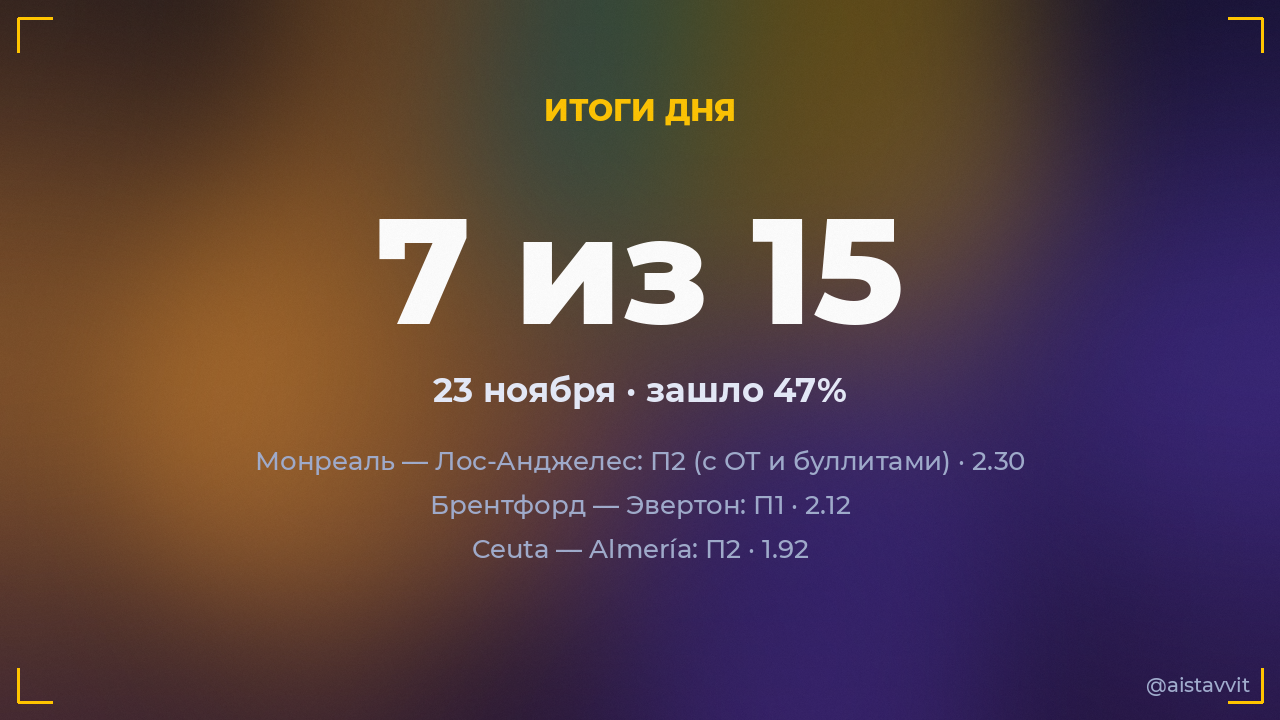 ИТОГИ ДНЯ
7 из 15
23 ноября · зашло 47%
Монреаль — Лос-Анджелес: П2 (с ОТ и буллитами) · 2.30
Брентфорд — Эвертон: П1 · 2.12
Ceuta — Almería: П2 · 1.92
@aistavvit